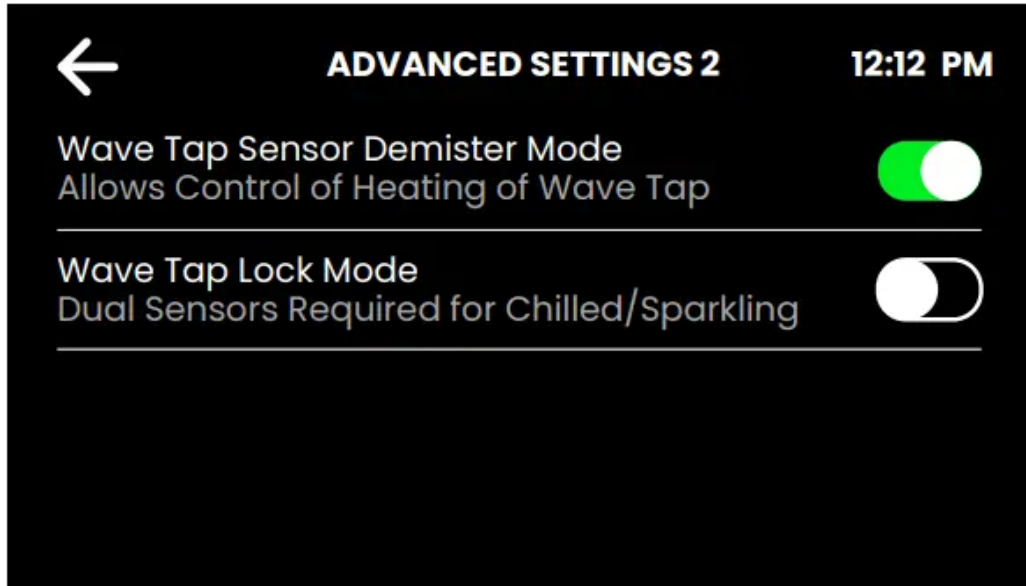 ADVANCED SETTINGS 2 12:12 PM
Wave Tap Sensor Demister Mode
Allows Control of Heating of Wave Tap
Wave Tap Lock Mode
Dual Sensors Required for Chilled/Sparkling